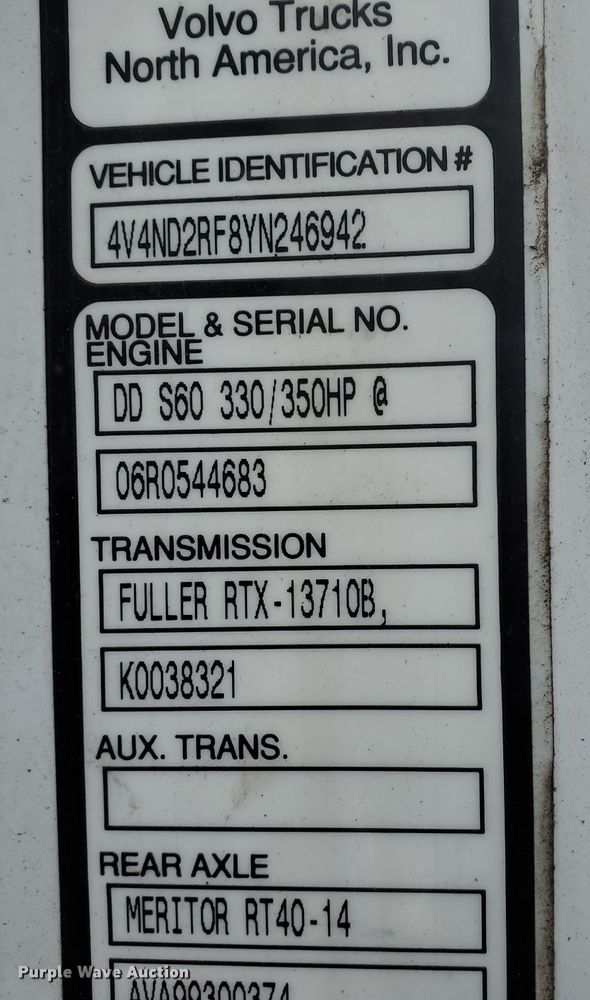 Volvo Trucks
North America, Inc.
VEHICLE IDENTIFICATION #
4V4ND2RF8YN246942
MODEL & SERIAL NO.
ENGINE
DD S60 330/350HP @
06R0544683
TRANSMISSION
FULLER RTX-13710B,
K0038321
AUX. TRANS.
REAR AXLE
MERITOR RT40-14
AVA99300374
Purple Wave Auction